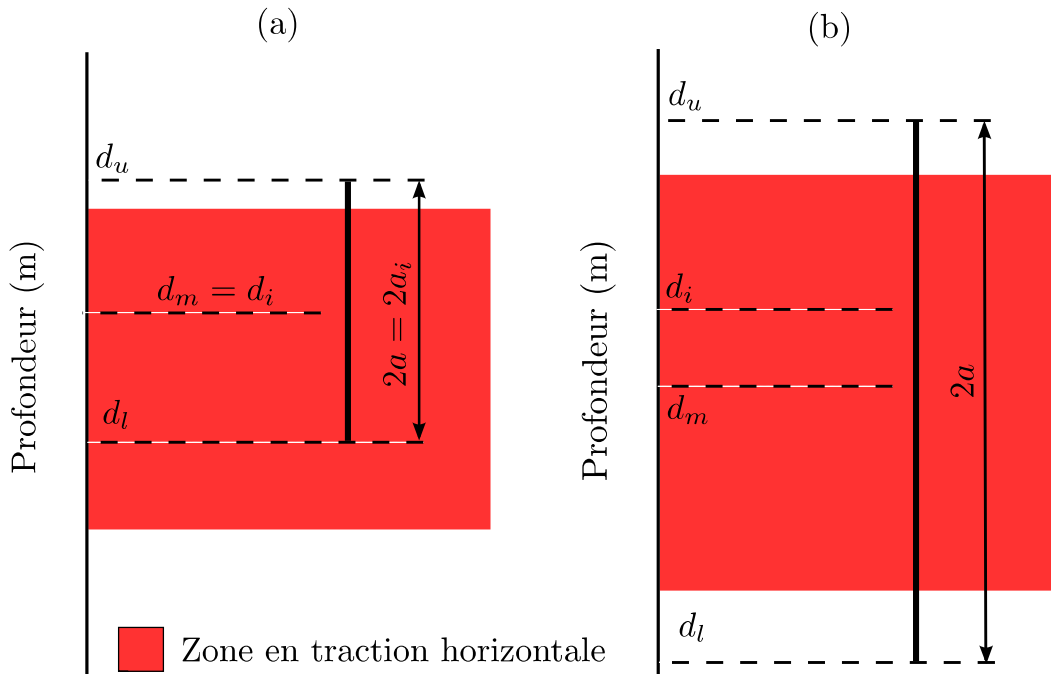 (a)
d_u
d_m = d_i
2a = 2a_i
d_l
Profondeur (m)
(b)
d_u
d_i
d_m
2a
d_l
Profondeur (m)
Zone en traction horizontale